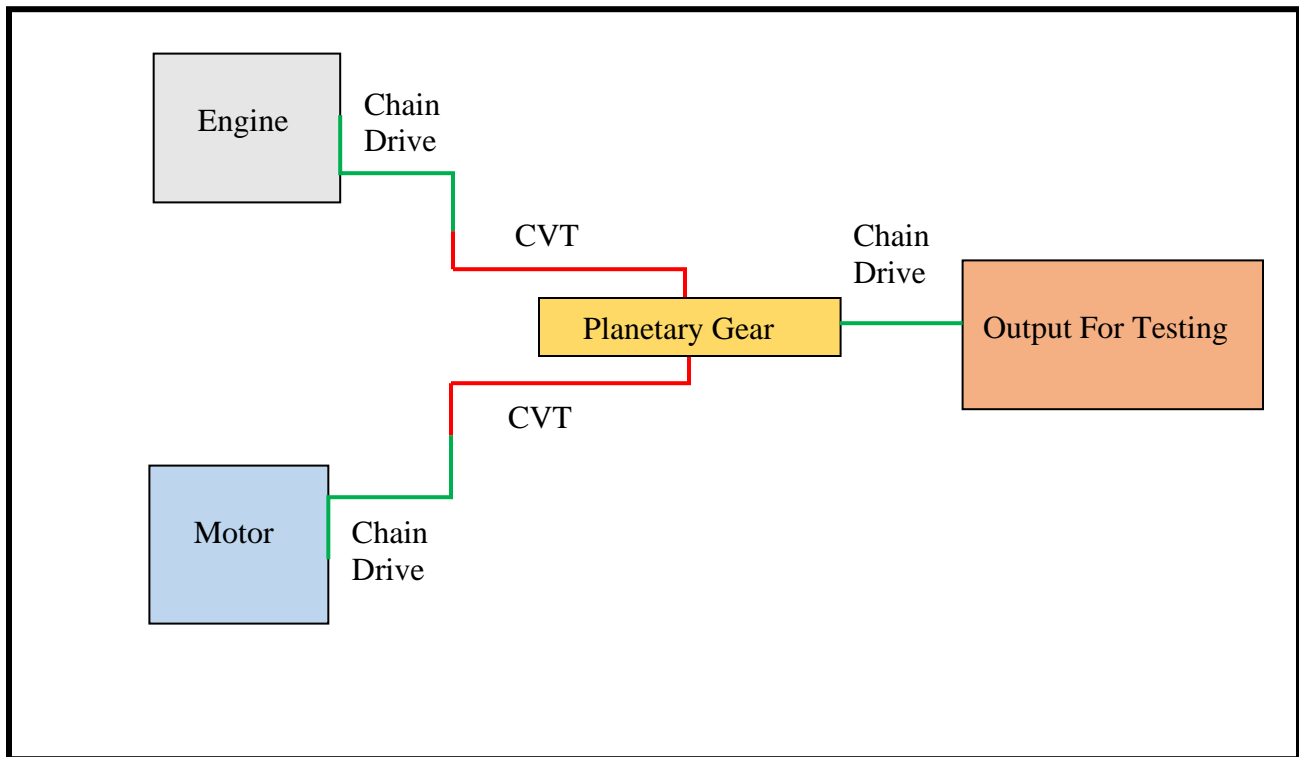 Engine
Chain
Drive
CVT
Chain
Drive
Planetary Gear
Output For Testing
CVT
Motor
Chain
Drive